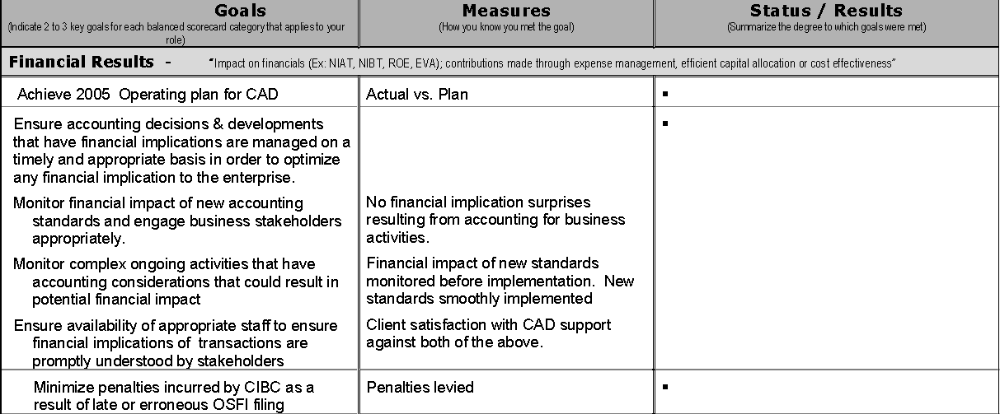 Goals
(Indicate 2 to 3 key goals for each balanced scorecard category that applies to your
role)
Measures
(How you know you met the goal)
Status / Results
(Summarize the degree to which goals were met)
Financial Results - "Impact on financials (Ex: NIAT, NIBT, ROE, EVA); contributions made through expense management, efficient capital allocation or cost effectiveness"
Achieve 2005 Operating plan for CAD
Actual vs. Plan
▪
Ensure accounting decisions & developments
that have financial implications are managed on a
timely and appropriate basis in order to optimize
any financial implication to the enterprise.
▪
Monitor financial impact of new accounting
standards and engage business stakeholders
appropriately.
No financial implication surprises
resulting from accounting for business
activities.
Monitor complex ongoing activities that have
accounting considerations that could result in
potential financial impact
Financial impact of new standards
monitored before implementation. New
standards smoothly implemented
Ensure availability of appropriate staff to ensure
financial implications of transactions are
promptly understood by stakeholders
Client satisfaction with CAD support
against both of the above.
Minimize penalties incurred by CIBC as a
result of late or erroneous OSFI filing
Penalties levied
▪